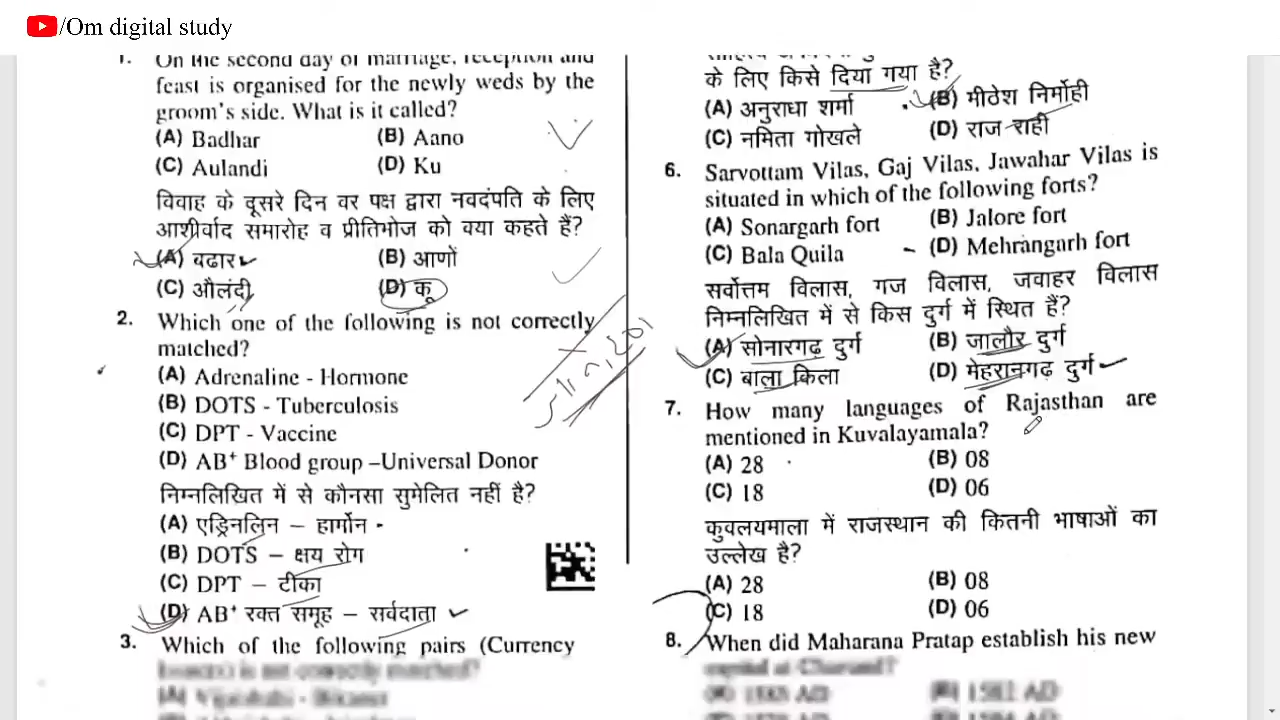 /Om digital study
1. On the second day of marriage, reception and
feast is organised for the newly weds by the
groom's side. What is it called?
(A) Badhar (B) Aano
(C) Aulandi (D) Ku
विवाह के दूसरे दिन वर पक्ष द्वारा नवदंपति के लिए
आशीर्वाद समारोह व प्रीतिभोज को क्या कहते हैं?
(A) बढार (B) आणों
(C) औलंदी (D) कू
2. Which one of the following is not correctly
matched?
(A) Adrenaline - Hormone
(B) DOTS - Tuberculosis
(C) DPT - Vaccine
(D) AB⁺ Blood group –Universal Donor
निम्नलिखित में से कौनसा सुमेलित नहीं है?
(A) एड्रिनलिन – हार्मोन
(B) DOTS – क्षय रोग
(C) DPT – टीका
(D) AB⁺ रक्त समूह – सर्वदाता
3. Which of the following pairs (Currency
के लिए किसे दिया गया है?
(A) अनुराधा शर्मा (B) मीठेश निर्मोही
(C) नमिता गोखले (D) राज राही
6. Sarvottam Vilas, Gaj Vilas, Jawahar Vilas is
situated in which of the following forts?
(A) Sonargarh fort (B) Jalore fort
(C) Bala Quila (D) Mehrangarh fort
सर्वोत्तम विलास, गज विलास, जवाहर विलास
निम्नलिखित में से किस दुर्ग में स्थित हैं?
(A) सोनारगढ़ दुर्ग (B) जालौर दुर्ग
(C) बाला किला (D) मेहरानगढ़ दुर्ग
7. How many languages of Rajasthan are
mentioned in Kuvalayamala?
(A) 28 (B) 08
(C) 18 (D) 06
कुवलयमाला में राजस्थान की कितनी भाषाओं का
उल्लेख है?
(A) 28 (B) 08
(C) 18 (D) 06
8. When did Maharana Pratap establish his new
capital at Chavand?